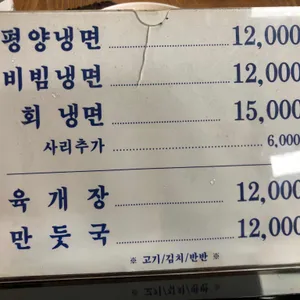 평양냉면 12,000
비빔냉면 12,000
회 냉면 15,000
사리추가 6,000
육 개 장 12,000
만 둣 국 12,000
※ 고기/김치/반반 ※